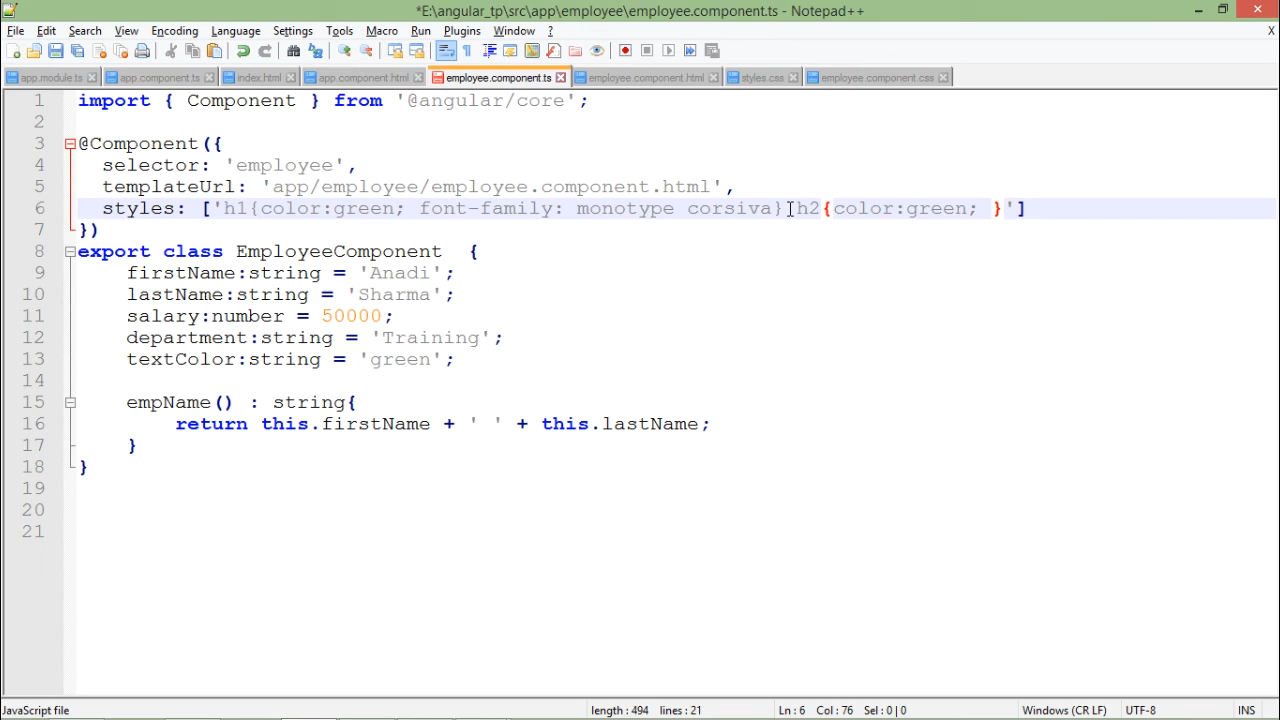 *E:\angular_tp\src\app\employee\employee.component.ts - Notepad++
File Edit Search View Encoding Language Settings Tools Macro Run Plugins Window ? X
app.module.ts app.component.ts index.html app.component.html employee.component.ts employee.component.html styles.css employee.component.css
1 import { Component } from '@angular/core';
2
3 @Component({
4 selector: 'employee',
5 templateUrl: 'app/employee/employee.component.html',
6 styles: ['h1{color:green; font-family: monotype corsiva} h2{color:green; }']
7 })
8 export class EmployeeComponent {
9 firstName:string = 'Anadi';
10 lastName:string = 'Sharma';
11 salary:number = 50000;
12 department:string = 'Training';
13 textColor:string = 'green';
14
15 empName() : string{
16 return this.firstName + ' ' + this.lastName;
17 }
18 }
19
20
21
JavaScript file length : 494 lines : 21 Ln : 6 Col : 76 Sel : 0 | 0 Windows (CR LF) UTF-8 INS